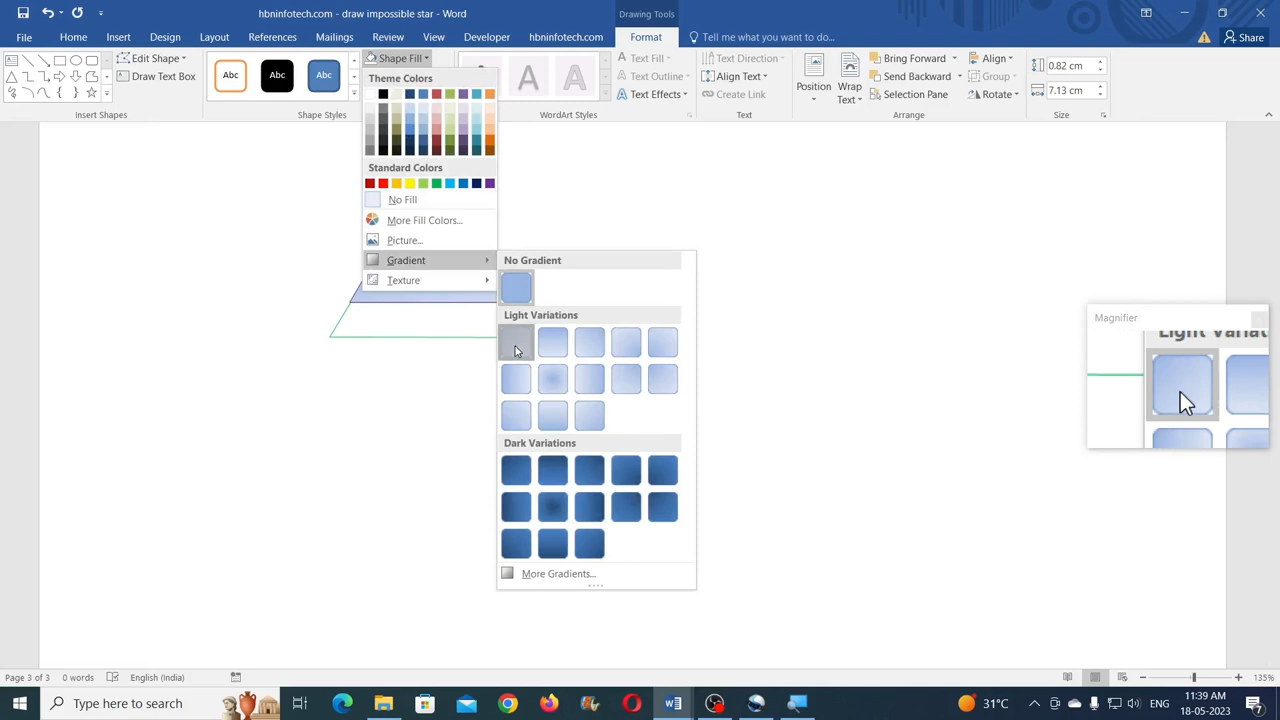 hbninfotech.com - draw impossible... - Word
Drawing Tools
File
Home
Insert
Design
Layout
References
Mailings
Review
View
Developer
hbninfotech.com
Format
Tell me what you want to do...
Share
Edit Shape
Draw Text Box
Insert Shapes
Abc
Abc
Abc
Shape Styles
Shape Fill
A
A
WordArt Styles
Text Fill
Text Outline
Text Effects
Text Direction
Align Text
Create Link
Text
Position
Wrap
Text
Bring Forward
Send Backward
Selection Pane
Align
Group
Rotate
Arrange
0.82 cm
7.13 cm
Size
Theme Colors
Standard Colors
No Fill
More Fill Colors...
Picture...
Gradient
Texture
No Gradient
Light Variations
Dark Variations
More Gradients...
Magnifier
Page 3 of 3
0 words
English (India)
135%
Type here to search
31°C
ENG
11:39 AM
18-05-2023